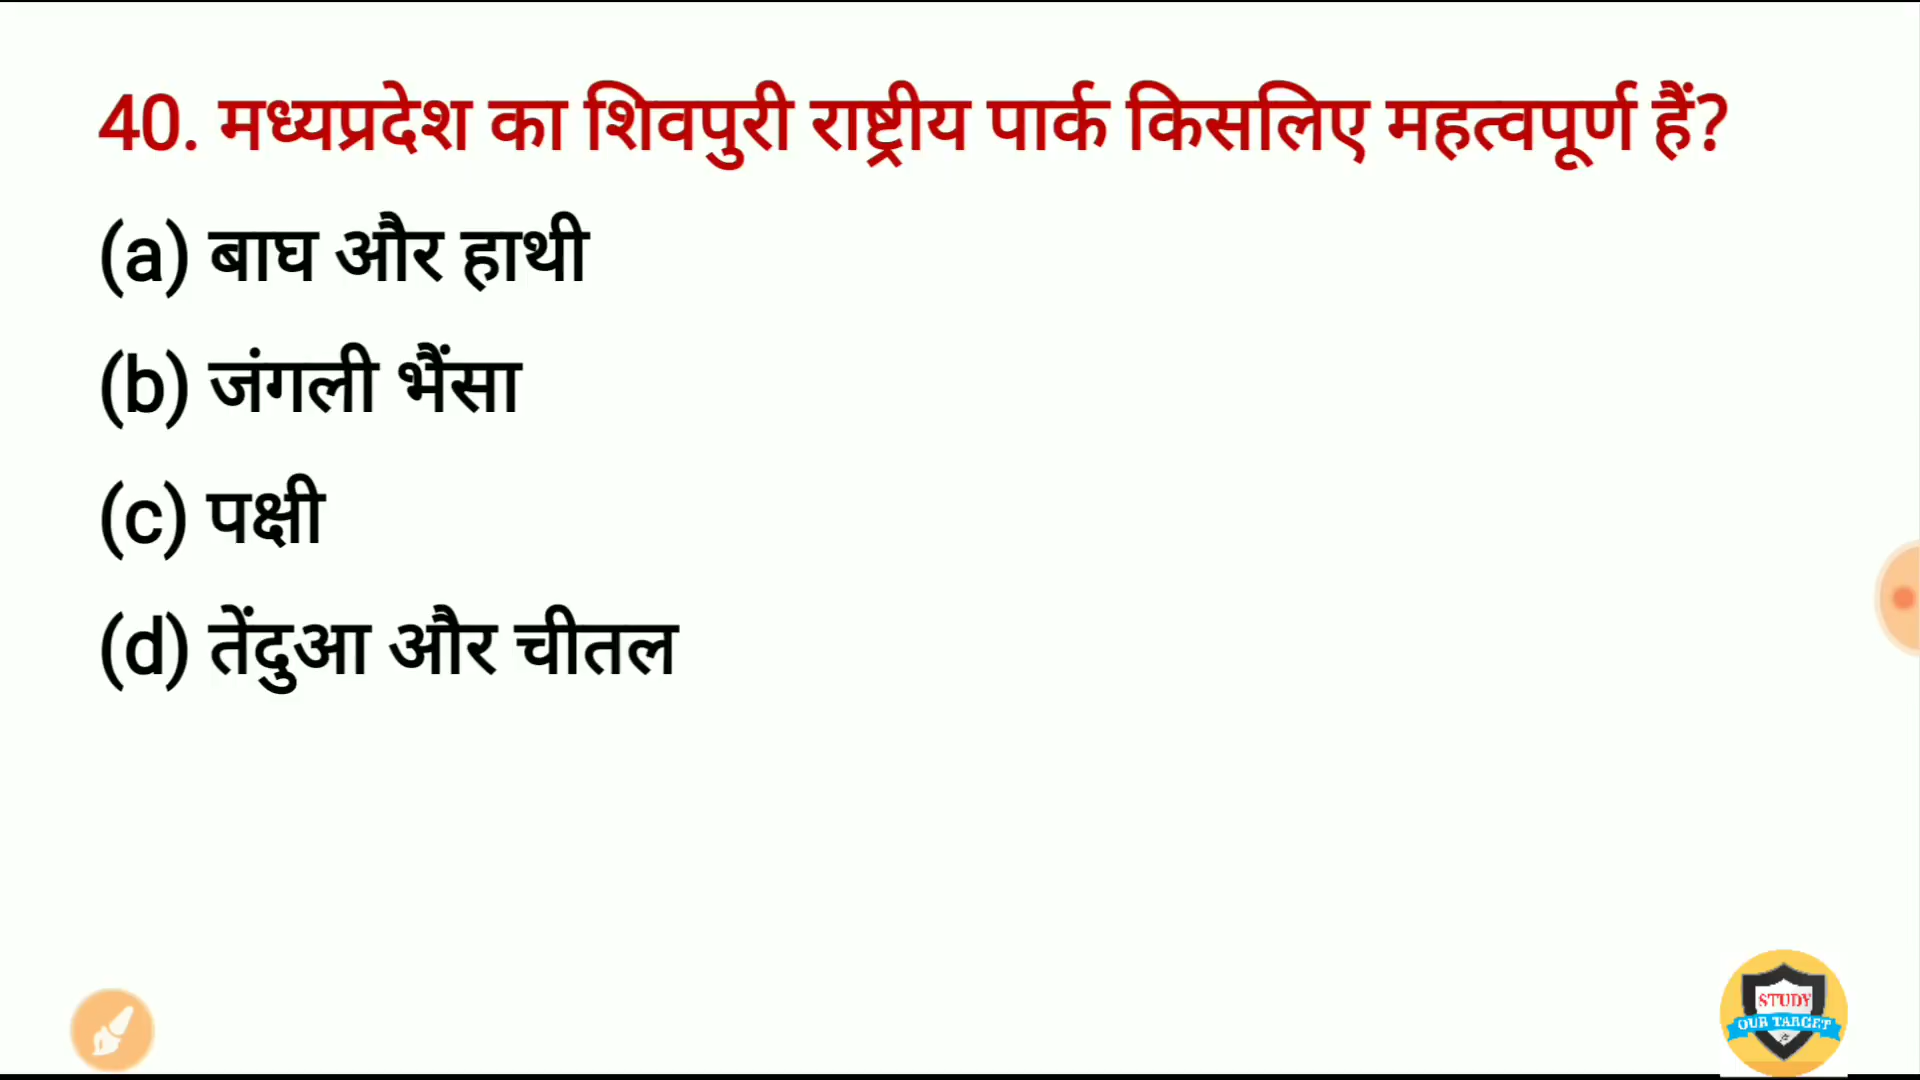 40. मध्यप्रदेश का शिवपुरी राष्ट्रीय पार्क किसलिए महत्वपूर्ण हैं?
(a) बाघ और हाथी
(b) जंगली भैंसा
(c) पक्षी
(d) तेंदुआ और चीतल
STUDY
OUR TARGET